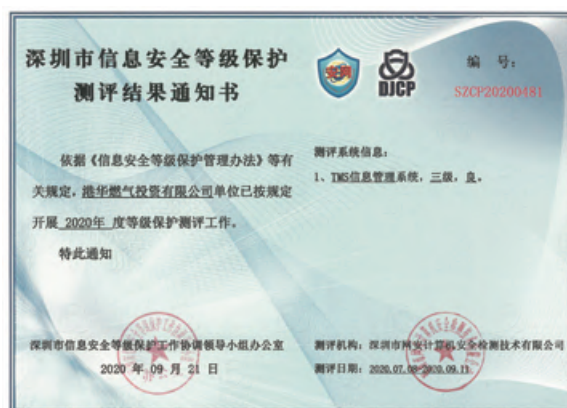 深圳市信息安全等级保护
测评结果通知书
安网
DJCP
编 号：
SZCP20200481
依据《信息安全等级保护管理办法》等有
关规定，港华燃气投资有限公司单位已按规定
开展 2020年 度等级保护测评工作。
特此通知
测评系统信息：
1、TMS信息管理系统，三级，良。
深圳市信息安全等级保护工作协调领导小组办公室
2020 年 09 月 21 日
测评机构：深圳市网安计算机安全检测技术有限公司
测评日期：2020.07.08-2020.09.11